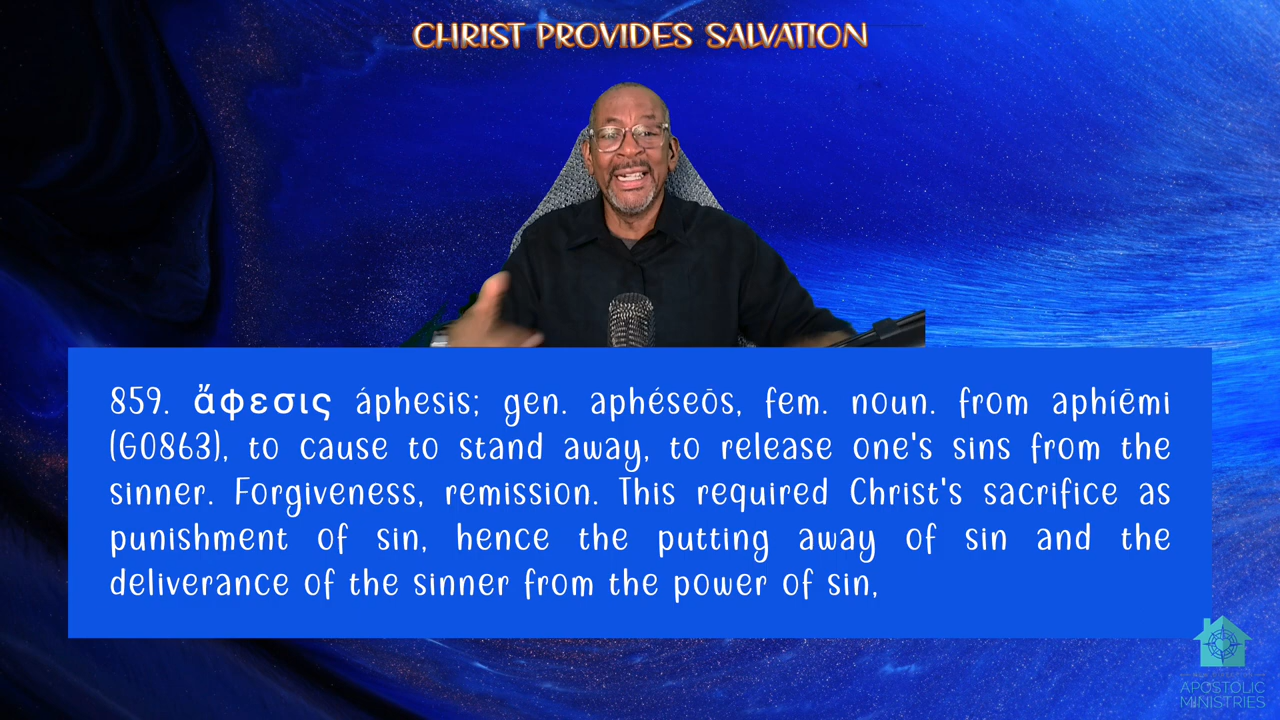 CHRIST PROVIDES SALVATION
859. ἄφεσις áphesis; gen. aphéseōs, fem. noun. from aphíēmi
(G0863), to cause to stand away, to release one's sins from the
sinner. Forgiveness, remission. This required Christ's sacrifice as
punishment of sin, hence the putting away of sin and the
deliverance of the sinner from the power of sin,
APOSTOLIC
MINISTRIES